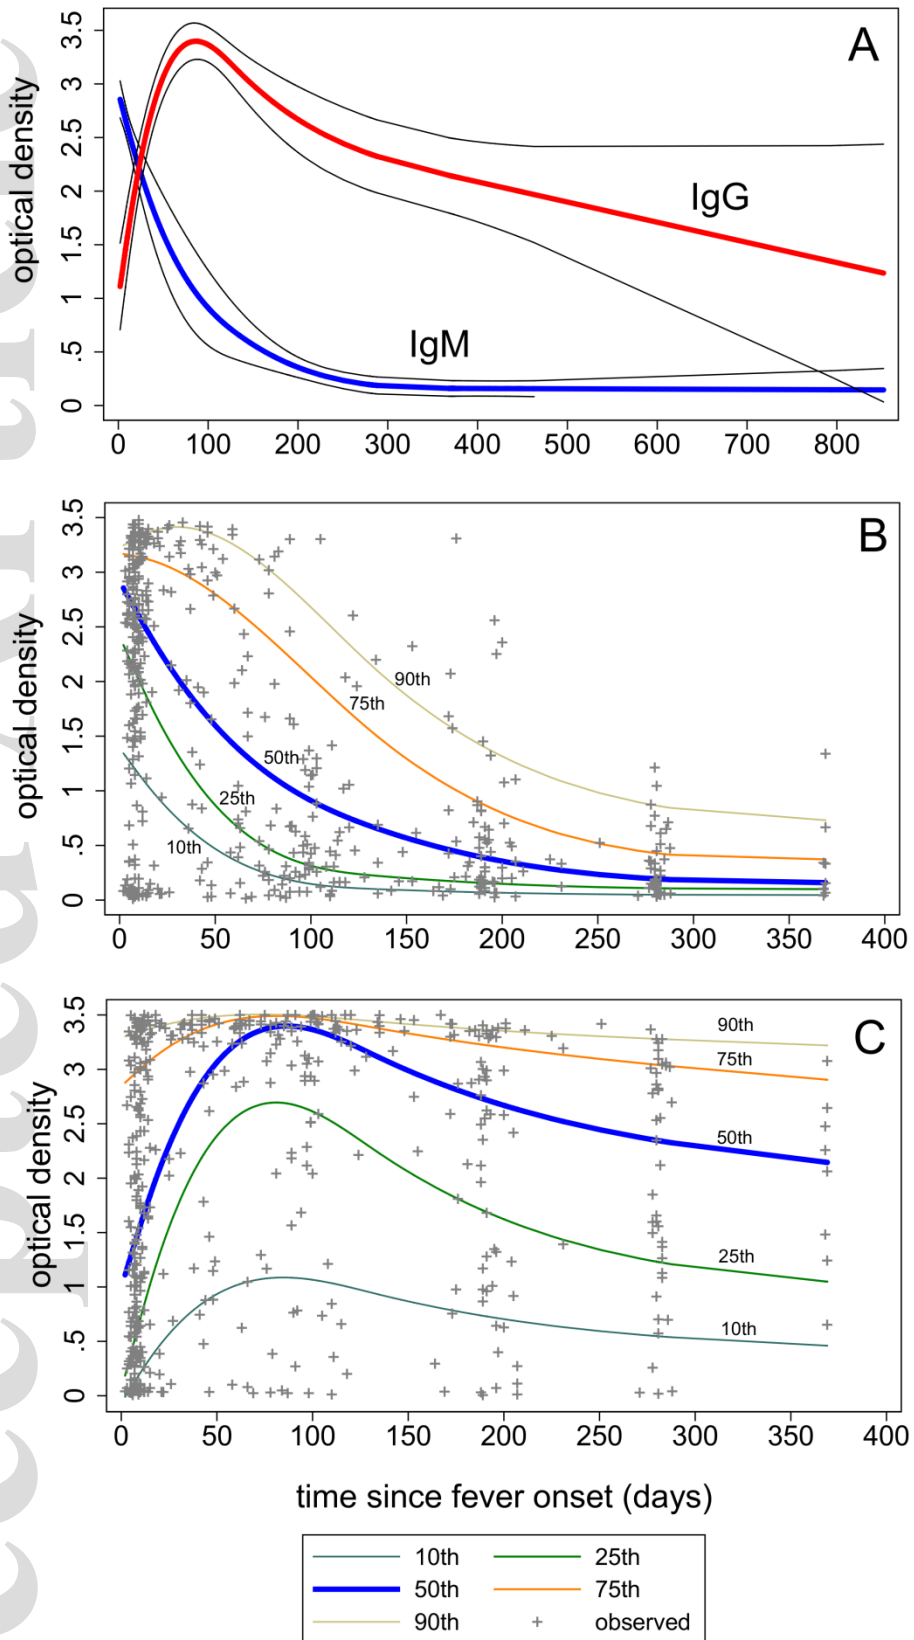 A
optical density
3.5
3
2.5
2
1.5
1
.5
0
IgG
IgM
0 100 200 300 400 500 600 700 800
B
optical density
3.5
3
2.5
2
1.5
1
.5
0
90th
75th
50th
25th
10th
0 50 100 150 200 250 300 350 400
C
optical density
3.5
3
2.5
2
1.5
1
.5
0
90th
75th
50th
25th
10th
0 50 100 150 200 250 300 350 400
time since fever onset (days)
10th 25th
50th 75th
90th observed